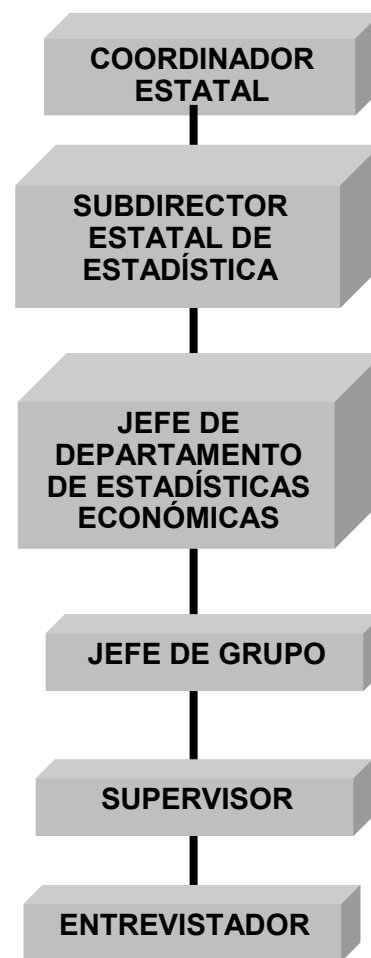 COORDINADOR
ESTATAL
SUBDIRECTOR
ESTATAL DE
ESTADÍSTICA
JEFE DE
DEPARTAMENTO
DE ESTADÍSTICAS
ECONÓMICAS
JEFE DE GRUPO
SUPERVISOR
ENTREVISTADOR